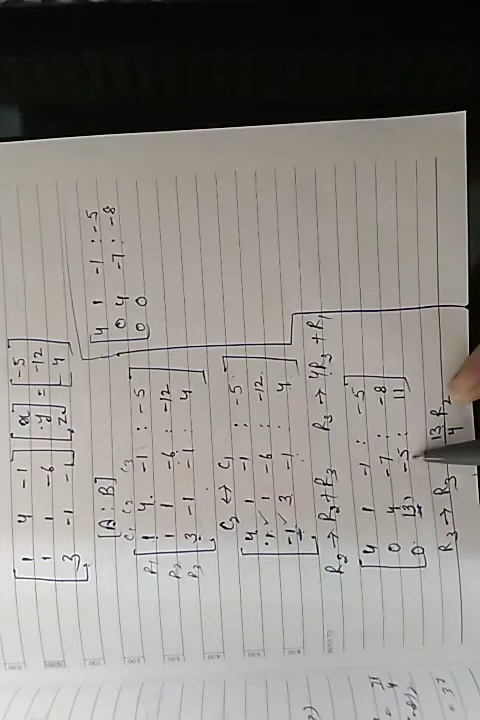 [1 4 -1] [x] = [-5]
[1 1 -6] [y] [-12]
[3 -1 -1] [z] [4]
[A : B]
C₁ C₂ C₃
R₁ [1 4 -1 : -5]
R₂ [1 1 -6 : -12]
R₃ [3 -1 -1 : 4]
C₂ ↔ C₁
[4 1 -1 : -5]
[1 1 -6 : -12]
[-1 3 -1 : 4]
R₂ → R₂+R₃ R₃ → 4R₃+R₁
[4 1 -1 : -5]
[0 4 -7 : -8]
[0 13 -5 : 11]
R₃ → R₃ 13/4 R₂
[4 1 -1 : -5]
[0 4 -7 : -8]
[0 0